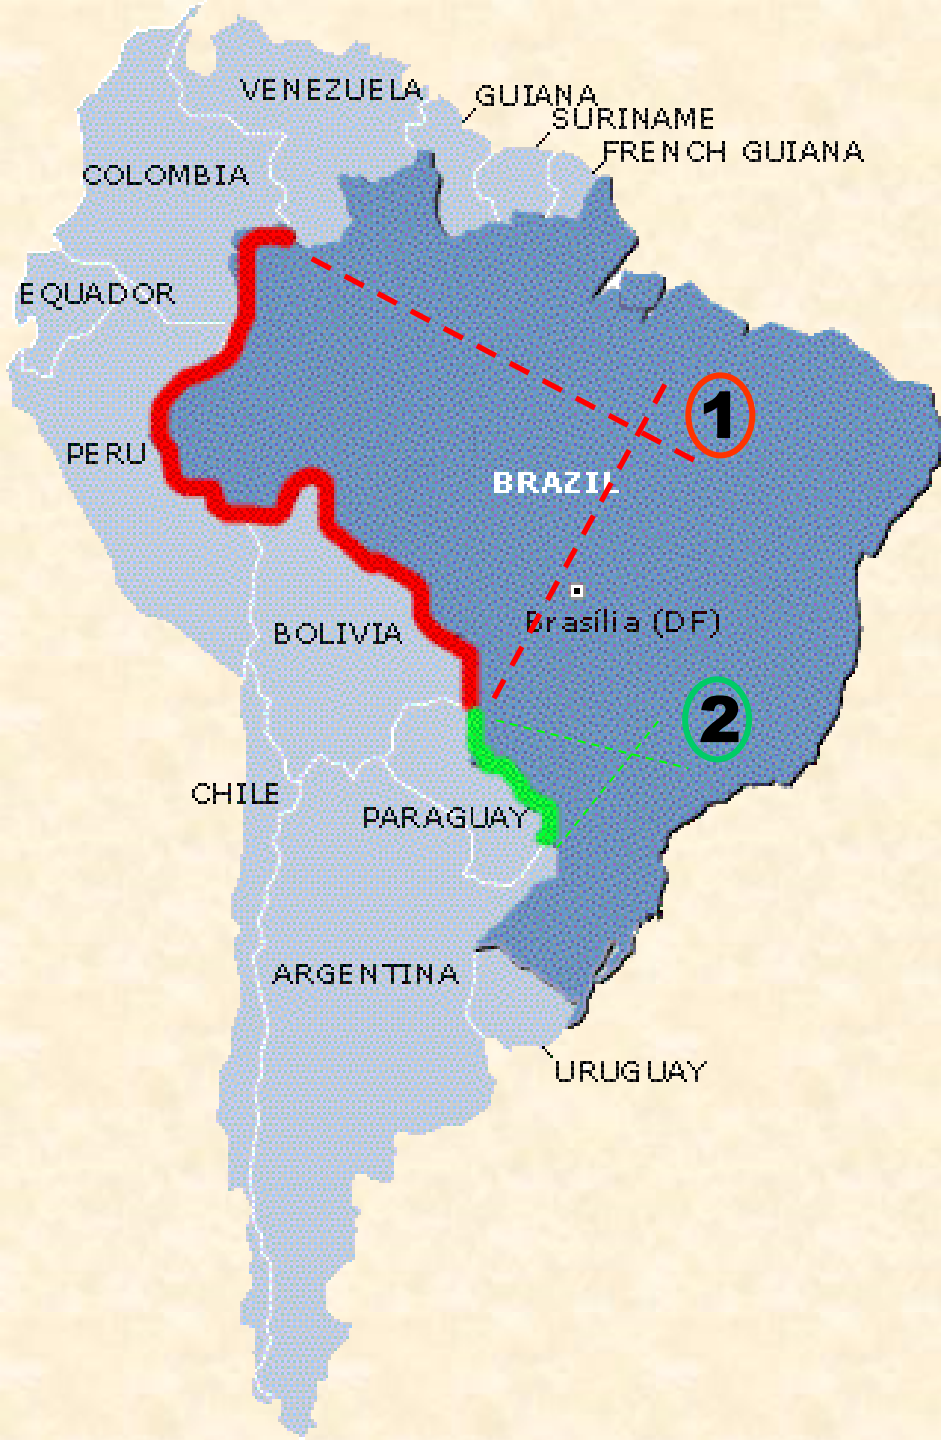 VENEZUELA
GUIANA
SURINAME
FRENCH GUIANA
COLOMBIA
EQUADOR
1
PERU
BRAZIL
Brasília (DF)
BOLIVIA
2
CHILE
PARAGUAY
ARGENTINA
URUGUAY